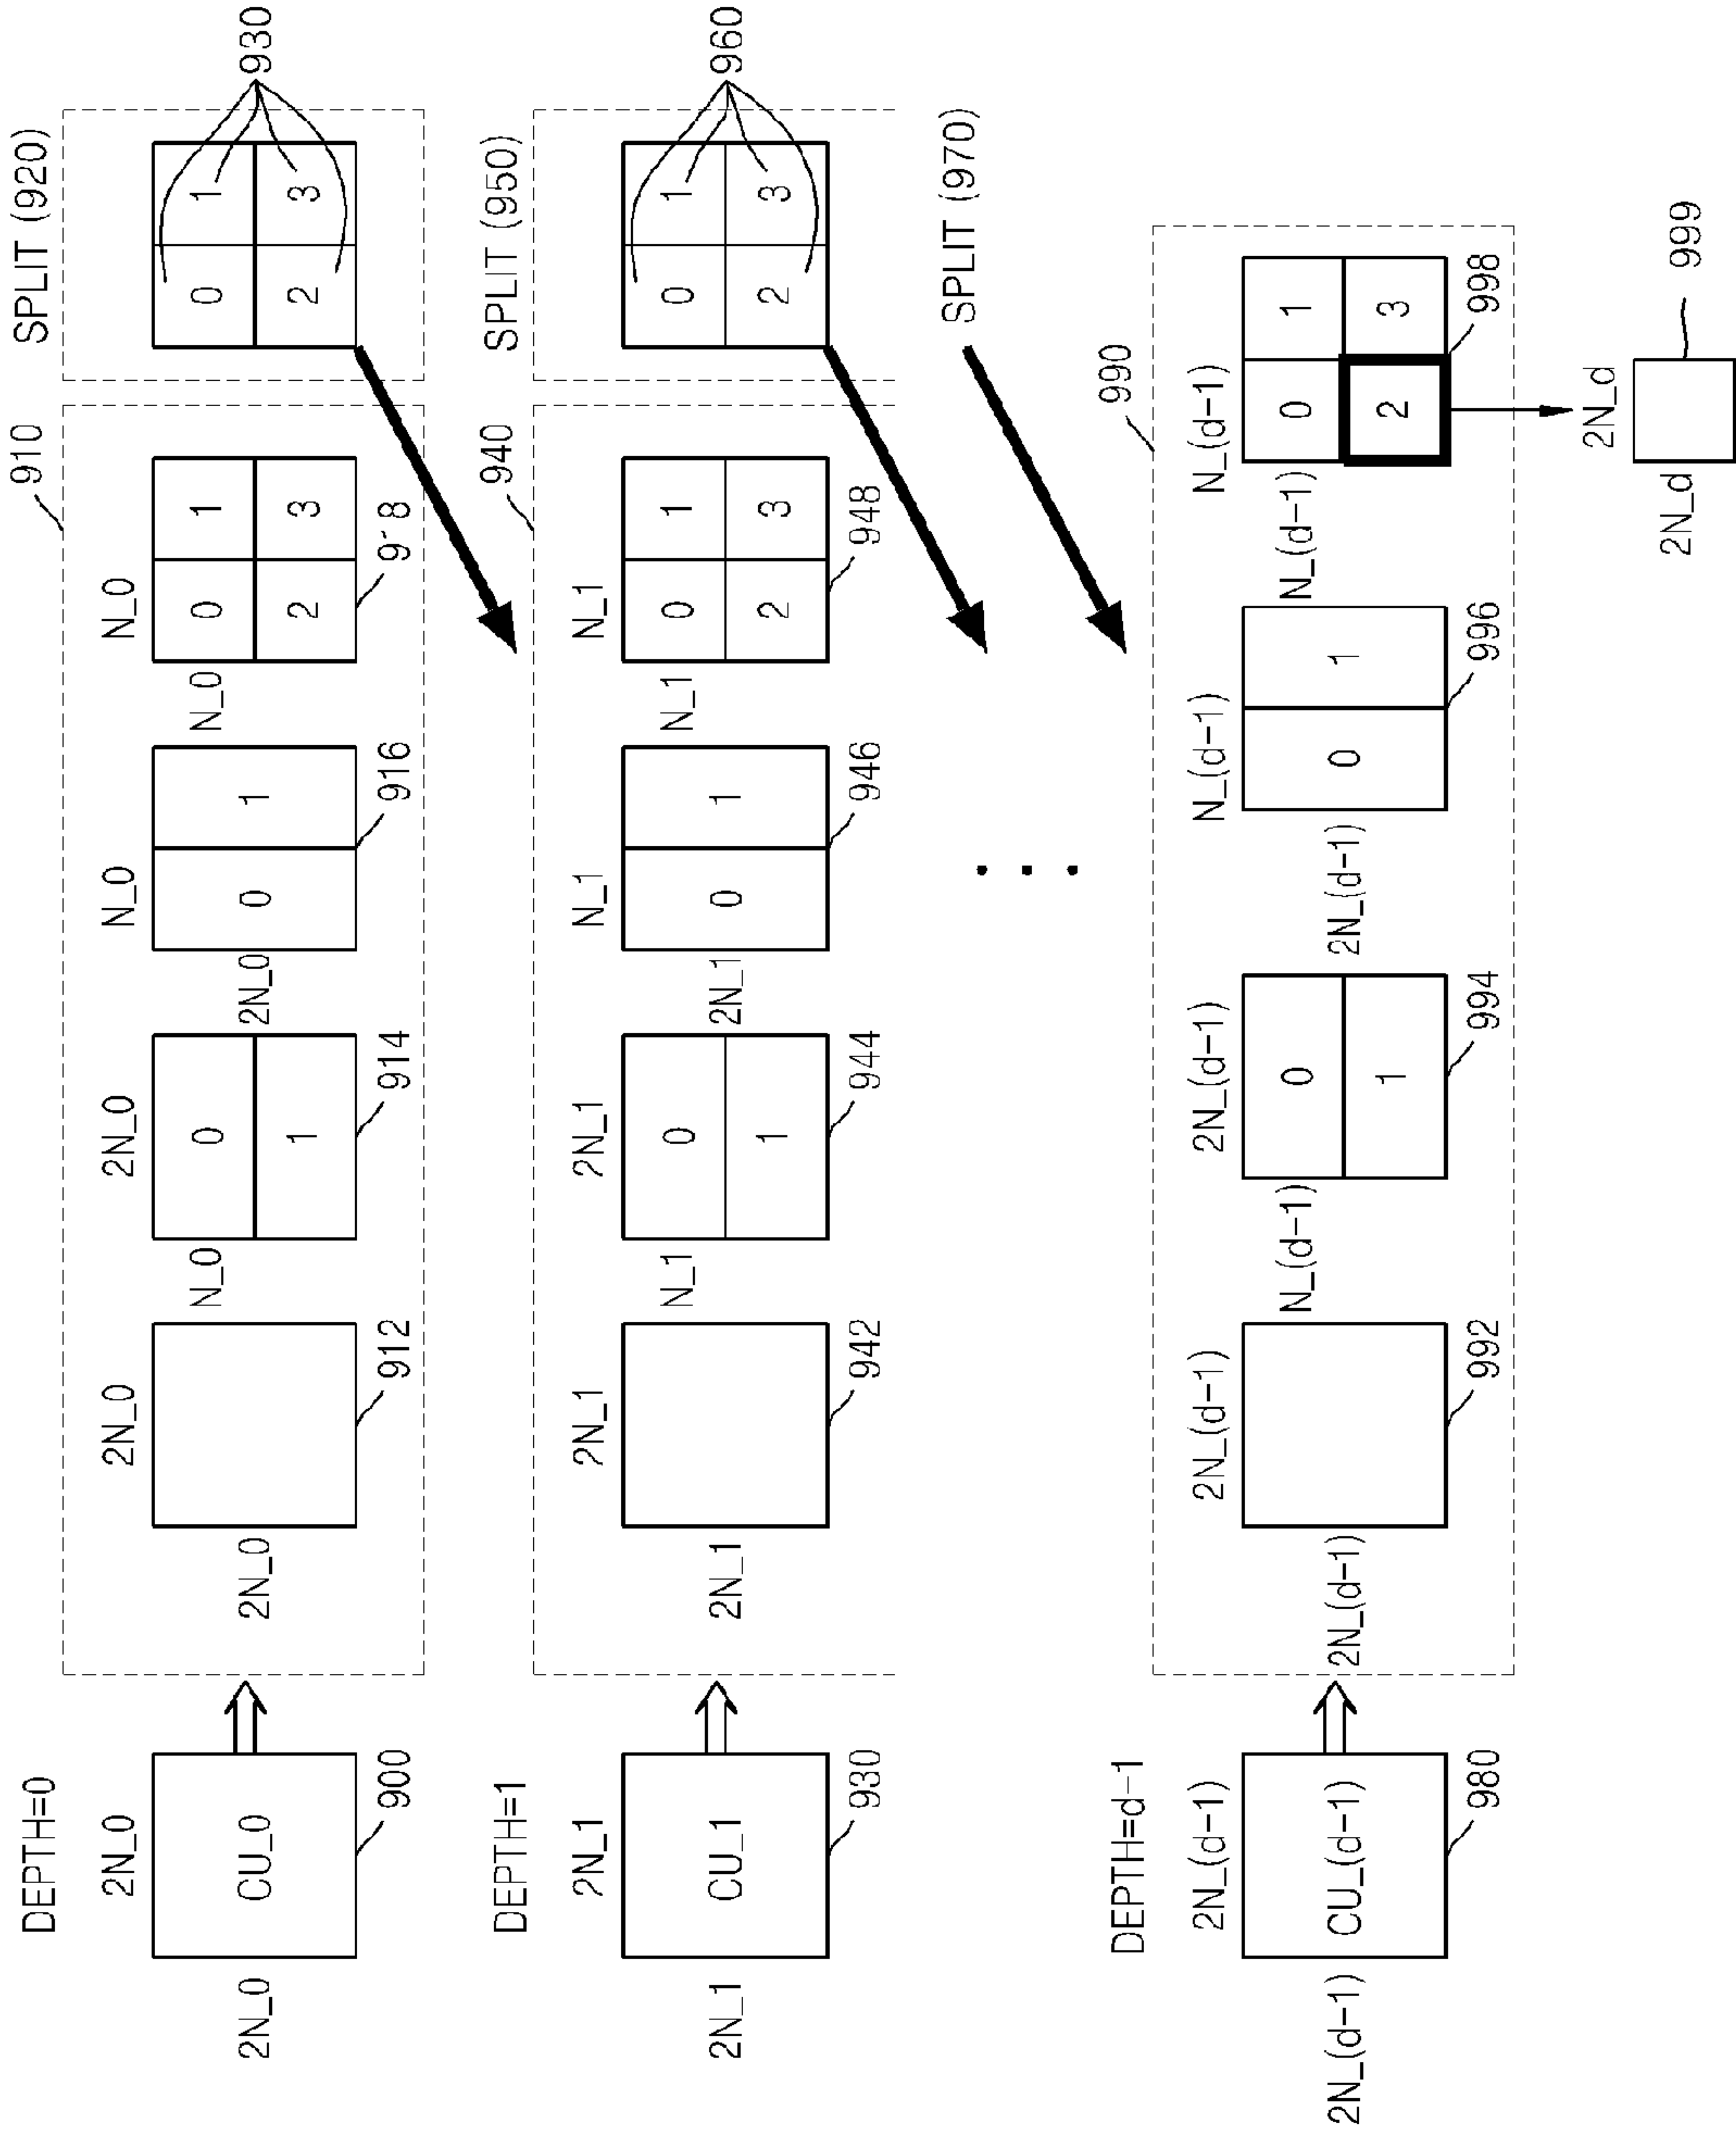 DEPTH=0
SPLIT (920)
910
2N_0
2N_0
2N_0
N_0
N_0
2N_0
CU_0
900
2N_0
912
N_0
0
1
914
2N_0
0
1
916
N_0
0
1
2
3
918
0
1
2
3
930
DEPTH=1
SPLIT (950)
940
2N_1
2N_1
2N_1
N_1
N_1
2N_1
CU_1
930
2N_1
942
N_1
0
1
944
2N_1
0
1
946
N_1
0
1
2
3
948
0
1
2
3
960
SPLIT (970)
DEPTH=d-1
990
2N_(d-1)
2N_(d-1)
2N_(d-1)
N_(d-1)
N_(d-1)
2N_(d-1)
CU_(d-1)
980
2N_(d-1)
992
N_(d-1)
0
1
994
2N_(d-1)
0
1
996
N_(d-1)
0
1
2
3
998
2N_d
2N_d
999